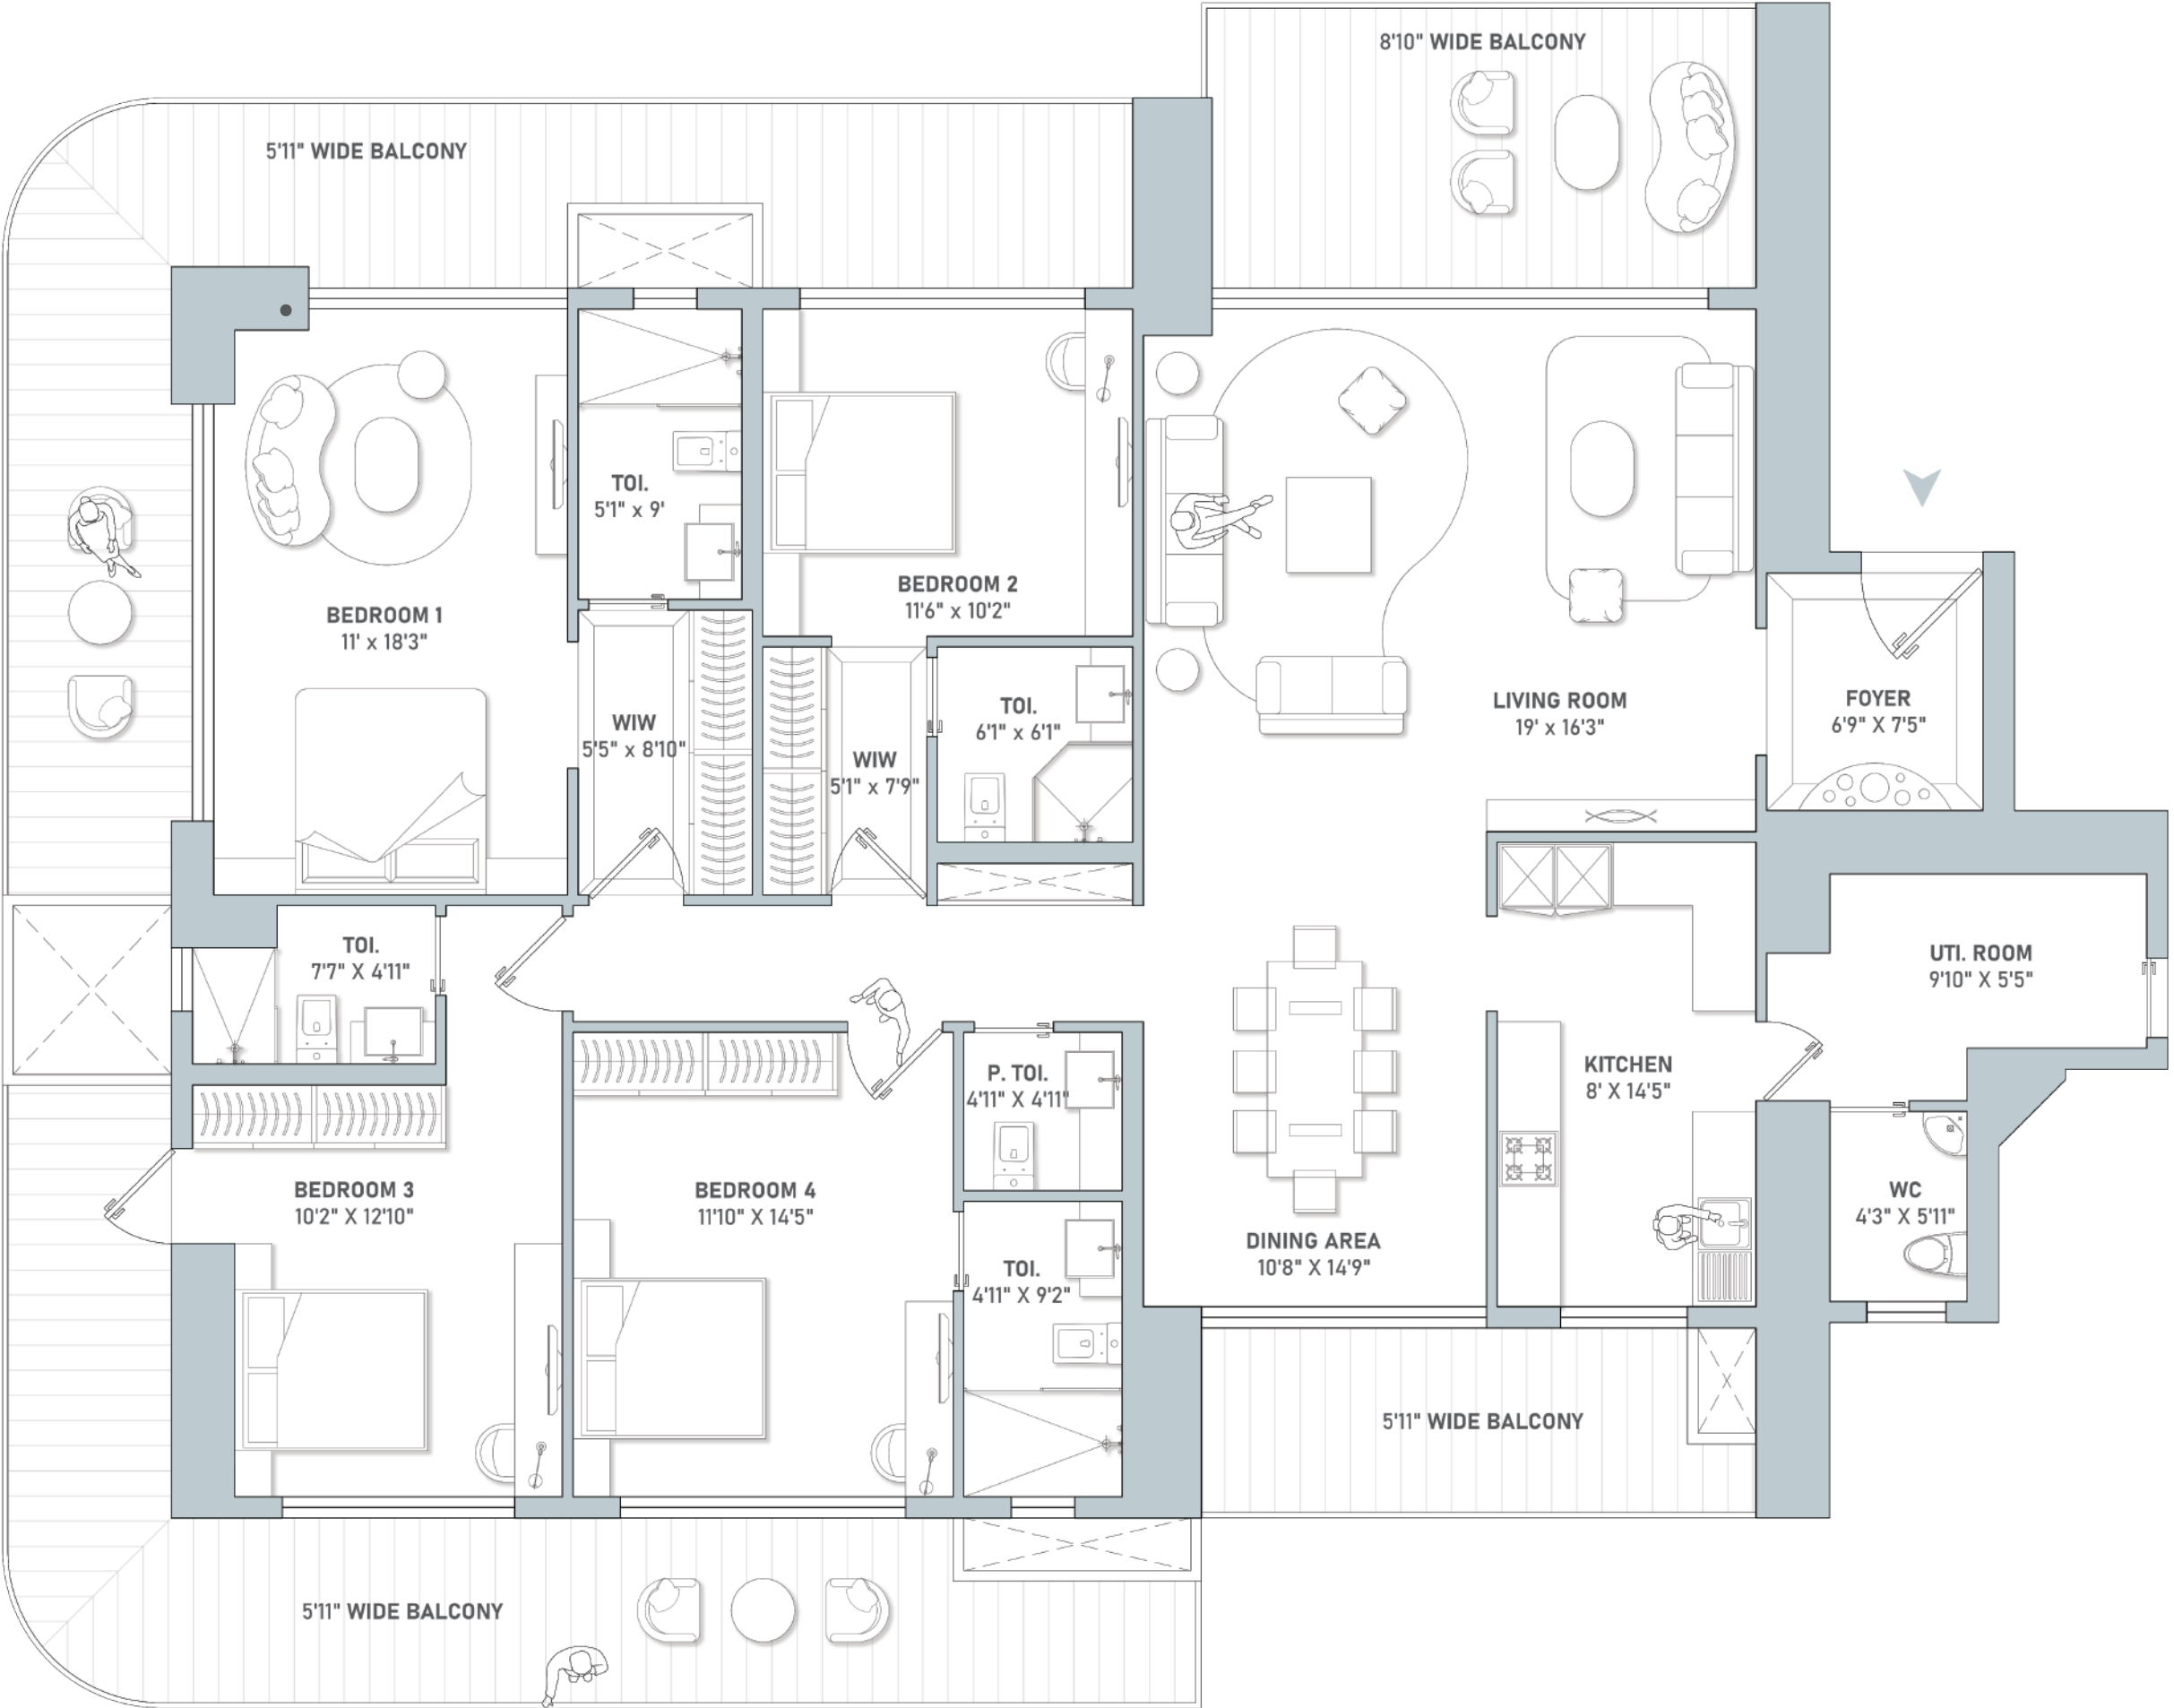 8'10" WIDE BALCONY
5'11" WIDE BALCONY
TOI.
5'1" x 9'
BEDROOM 2
11'6" x 10'2"
BEDROOM 1
11' x 18'3"
LIVING ROOM
19' x 16'3"
FOYER
6'9" X 7'5"
WIW
5'5" x 8'10"
WIW
5'1" x 7'9"
TOI.
6'1" x 6'1"
TOI.
7'7" X 4'11"
UTI. ROOM
9'10" X 5'5"
P. TOI.
4'11" X 4'11"
KITCHEN
8' X 14'5"
BEDROOM 3
10'2" X 12'10"
BEDROOM 4
11'10" X 14'5"
WC
4'3" X 5'11"
DINING AREA
10'8" X 14'9"
TOI.
4'11" X 9'2"
5'11" WIDE BALCONY
5'11" WIDE BALCONY